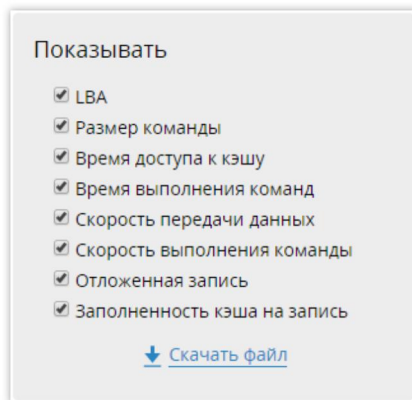 Показывать
LBA
Размер команды
Время доступа к кэшу
Время выполнения команд
Скорость передачи данных
Скорость выполнения команды
Отложенная запись
Заполненность кэша на запись
Скачать файл